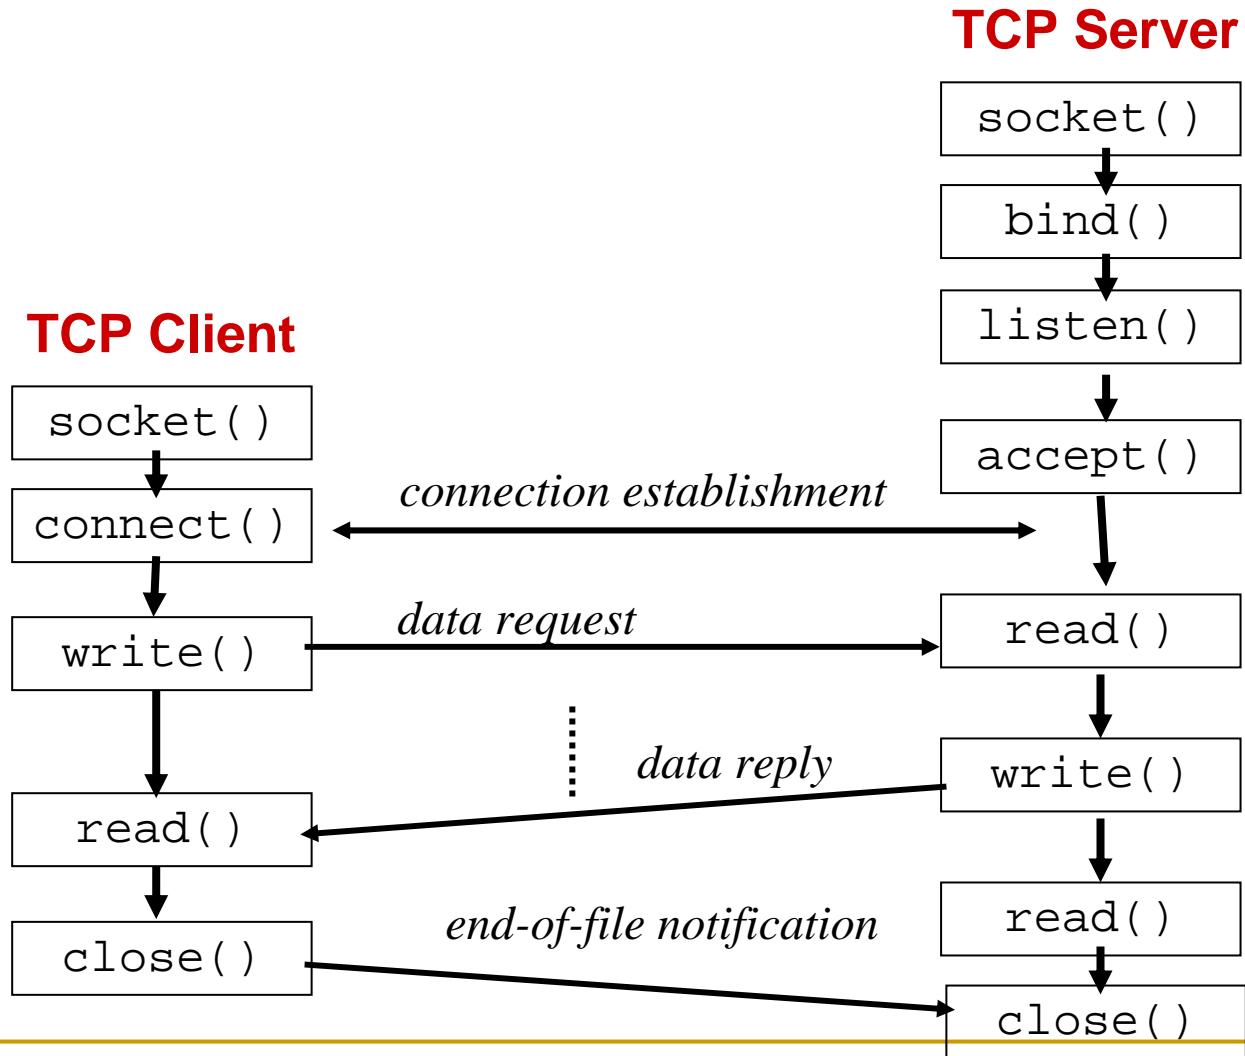 TCP Server
socket()
bind()
listen()
TCP Client
socket()
accept()
connection establishment
connect()
data request
write()
read()
data reply
write()
read()
end-of-file notification
read()
close()
close()